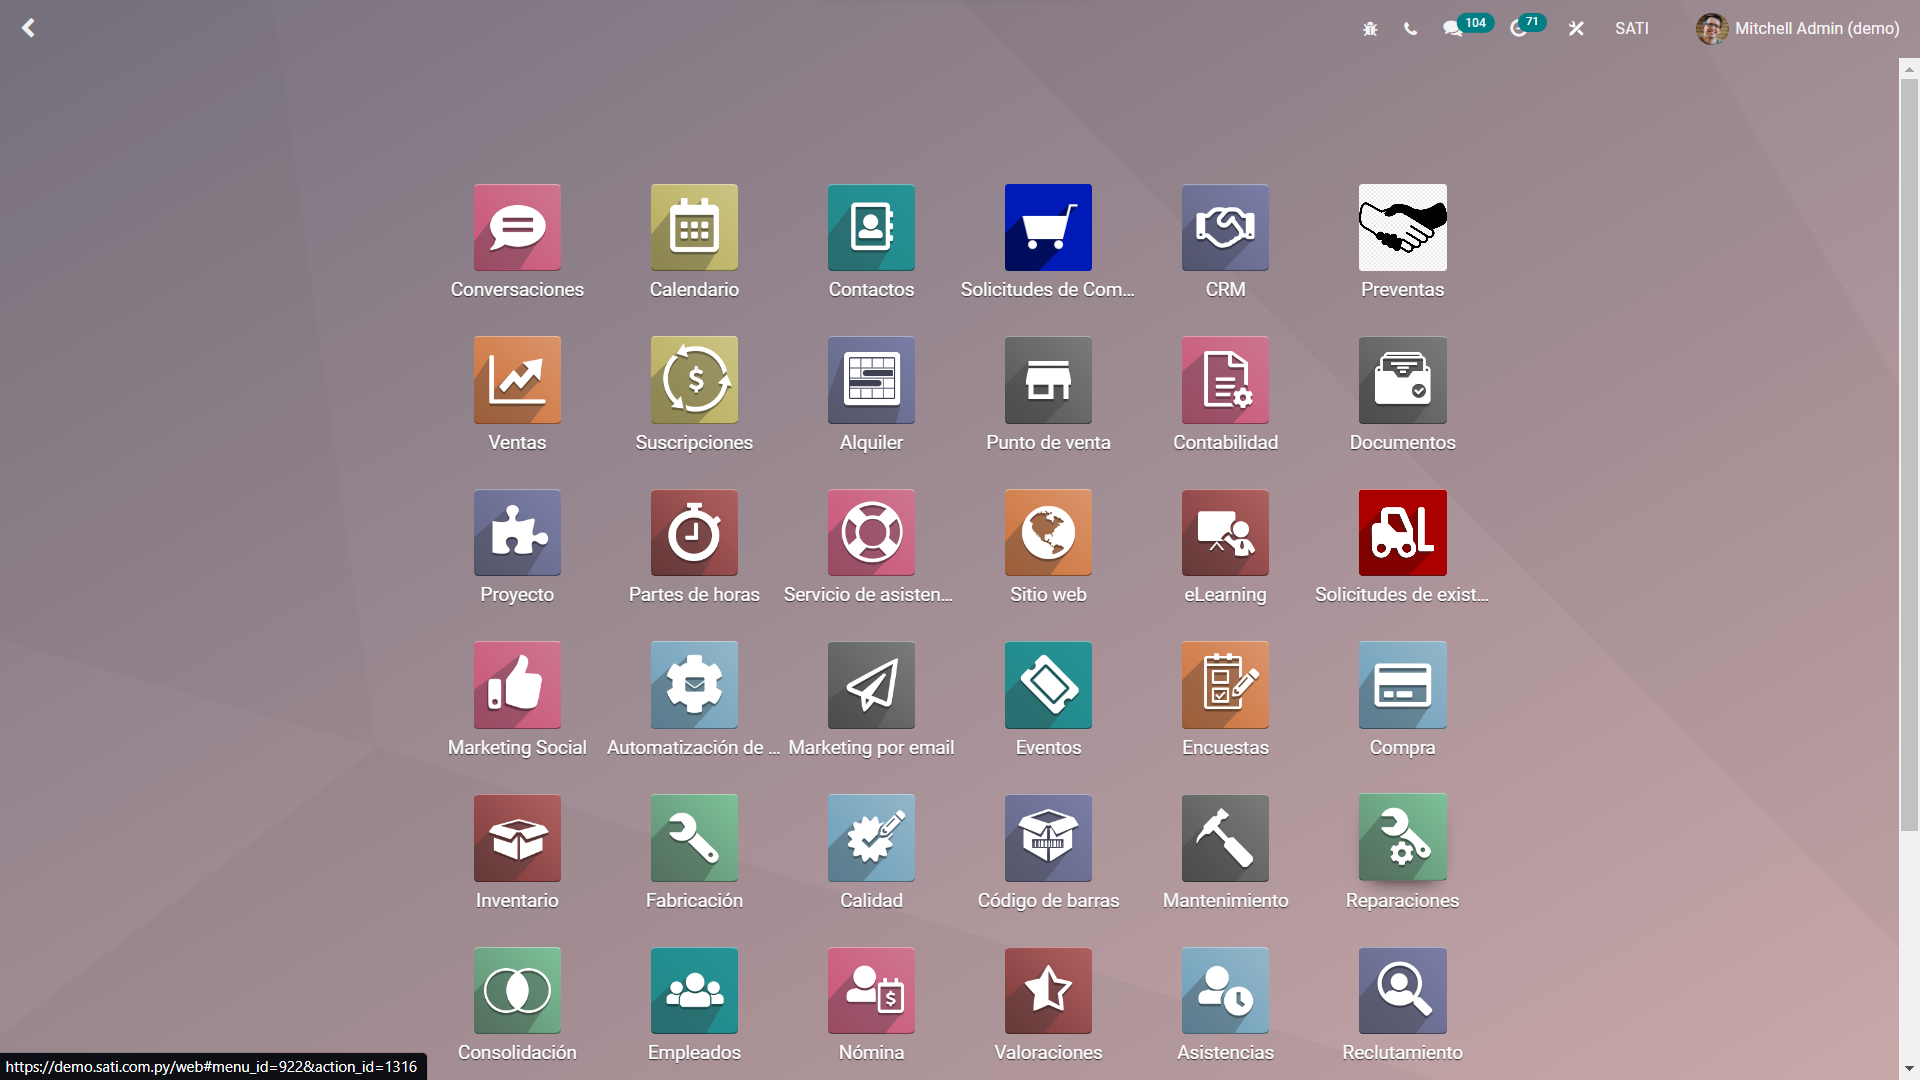 104
71
SATI
Mitchell Admin (demo)
Conversaciones
Calendario
Contactos
Solicitudes de Com...
CRM
Preventas
Ventas
Suscripciones
Alquiler
Punto de venta
Contabilidad
Documentos
Proyecto
Partes de horas
Servicio de asisten...
Sitio web
eLearning
Solicitudes de exist...
Marketing Social
Automatización de ...
Marketing por email
Eventos
Encuestas
Compra
Inventario
Fabricación
Calidad
Código de barras
Mantenimiento
Reparaciones
Consolidación
Empleados
Nómina
Valoraciones
Asistencias
Reclutamiento
https://demo.sati.com.py/web#menu_id=922&action_id=1316